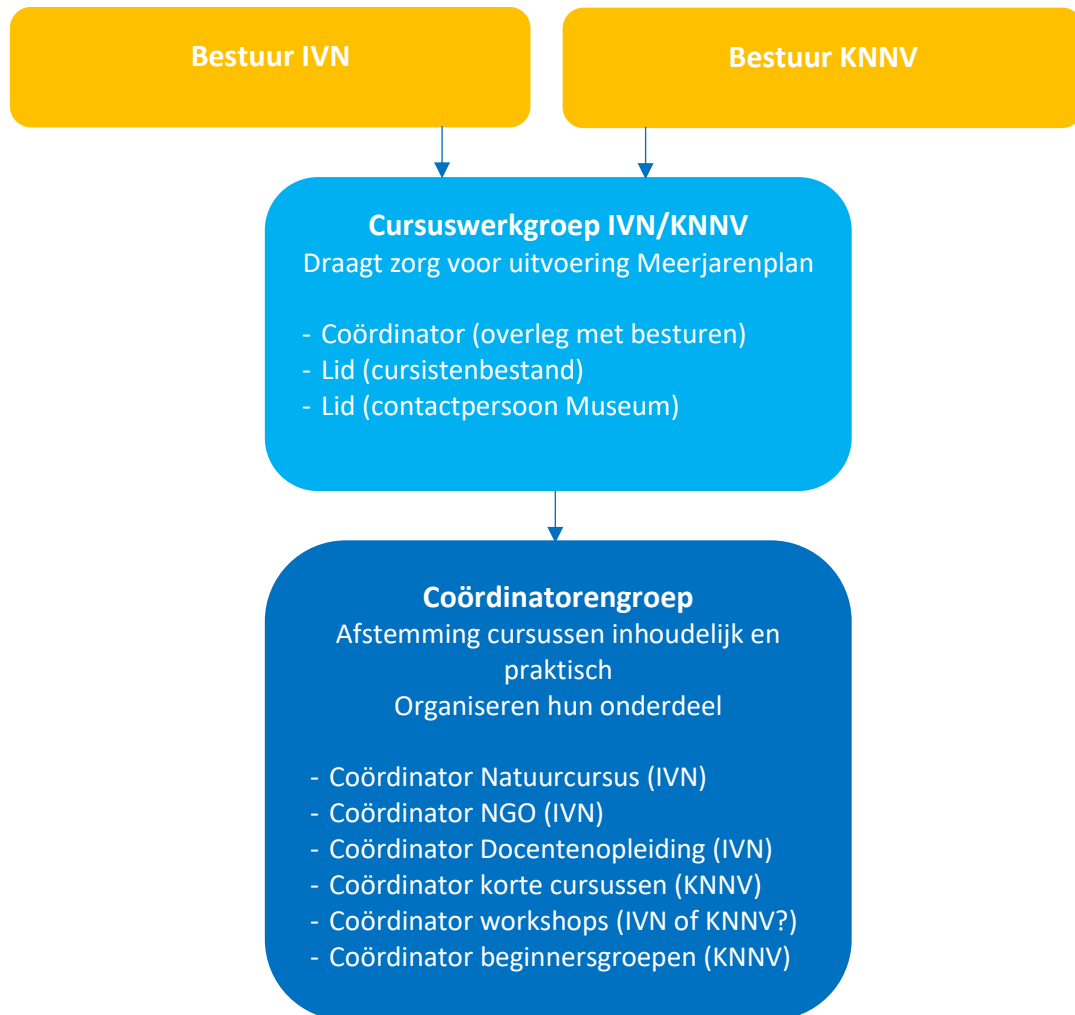 Bestuur IVN
Bestuur KNNV
Cursuswerkgroep IVN/KNNV
Draagt zorg voor uitvoering Meerjarenplan
- Coördinator (overleg met besturen)
- Lid (cursistenbestand)
- Lid (contactpersoon Museum)
Coördinatorengroep
Afstemming cursussen inhoudelijk en
praktisch
Organiseren hun onderdeel
- Coördinator Natuurcursus (IVN)
- Coördinator NGO (IVN)
- Coördinator Docentenopleiding (IVN)
- Coördinator korte cursussen (KNNV)
- Coördinator workshops (IVN of KNNV?)
- Coördinator beginnersgroepen (KNNV)